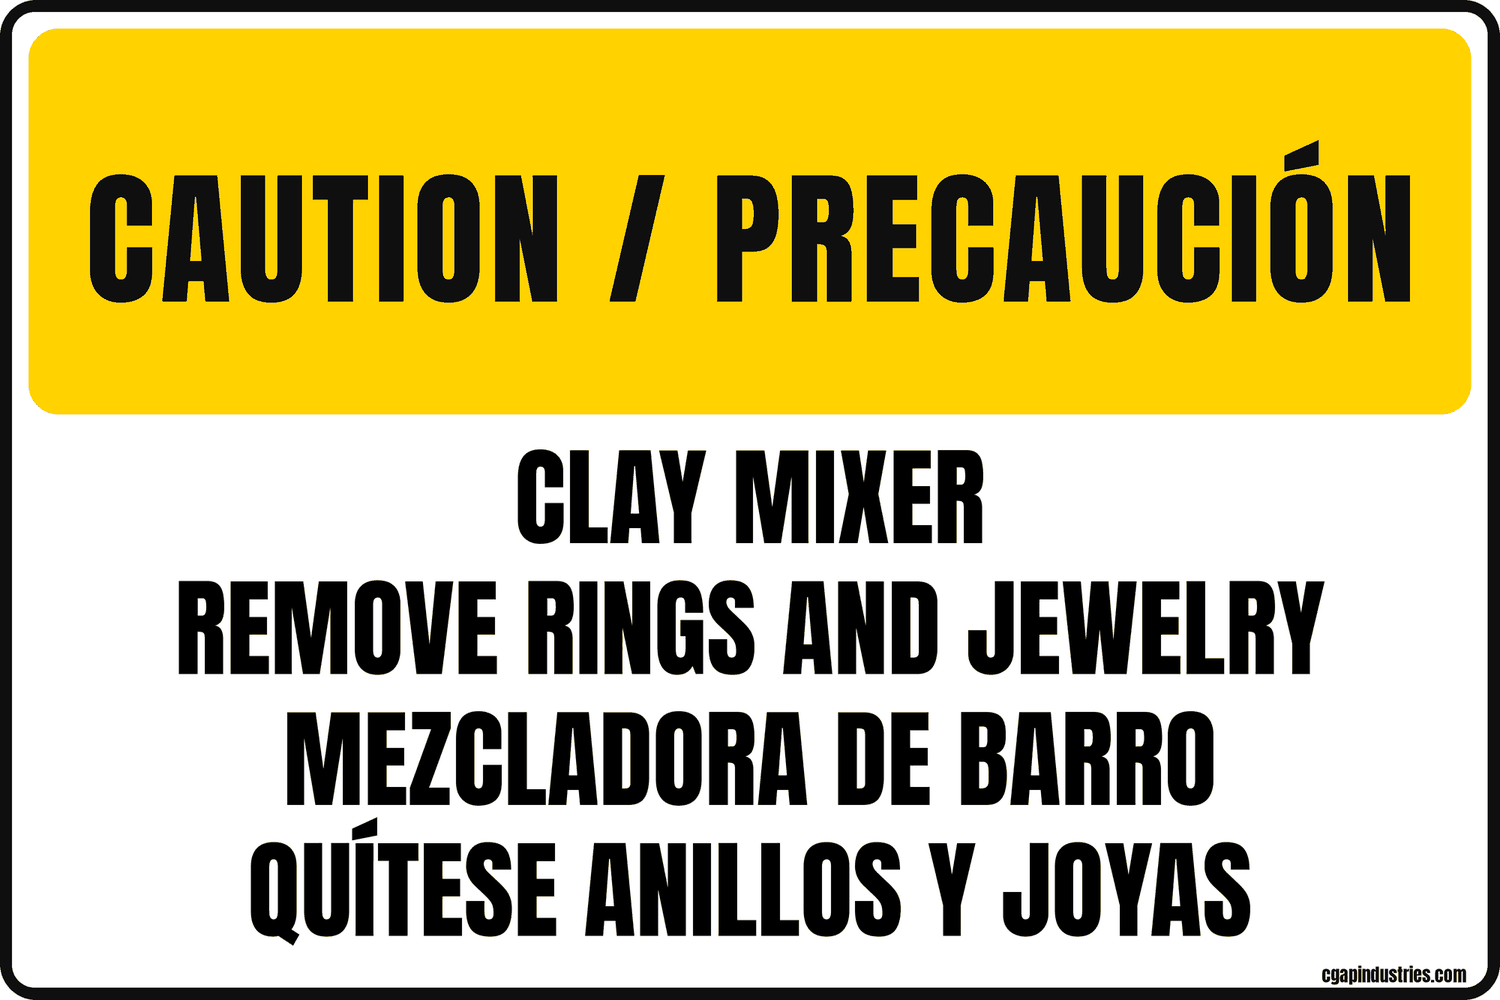 CAUTION / PRECAUCIÓN
CLAY MIXER
REMOVE RINGS AND JEWELRY
MEZCLADORA DE BARRO
QUÍTESE ANILLOS Y JOYAS
cgapindustries.com